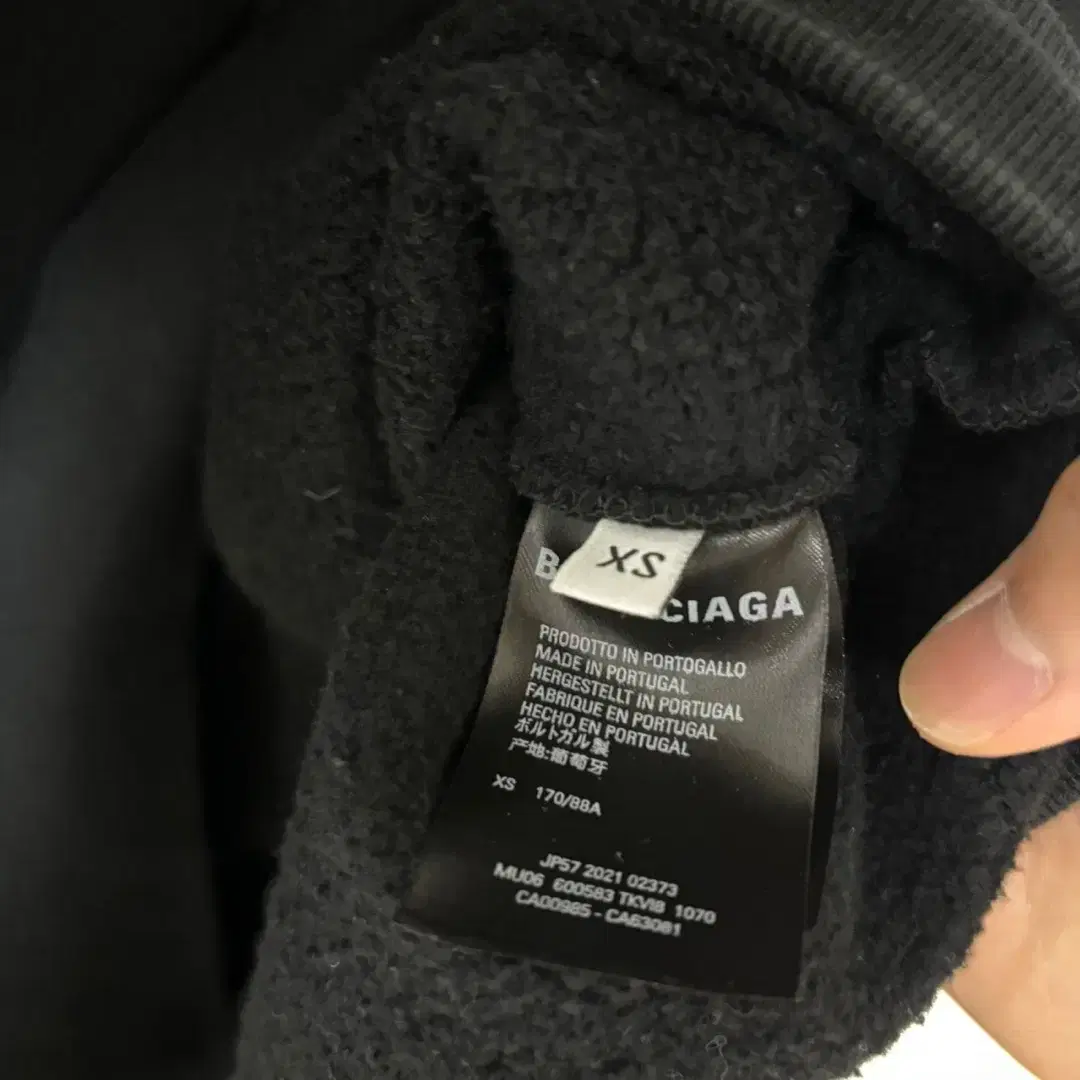 XS
B CIAGA
PRODOTTO IN PORTOGALLO
MADE IN PORTUGAL
HERGESTELLT IN PORTUGAL
FABRIQUE EN PORTUGAL
HECHO EN PORTUGAL
ポルトガル製
产地:葡萄牙
XS 170/88A
JP57 2021 02373
MU06 600583 TKVI8 1070
CA00985 - CA63081